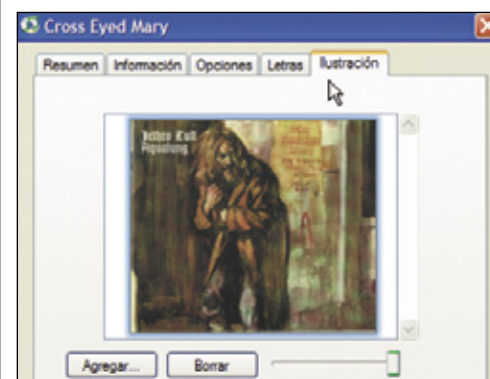 Cross Eyed Mary
Resumen Información Opciones Letras Ilustración
Jethro Tull
Aqualung
Agregar... Borrar